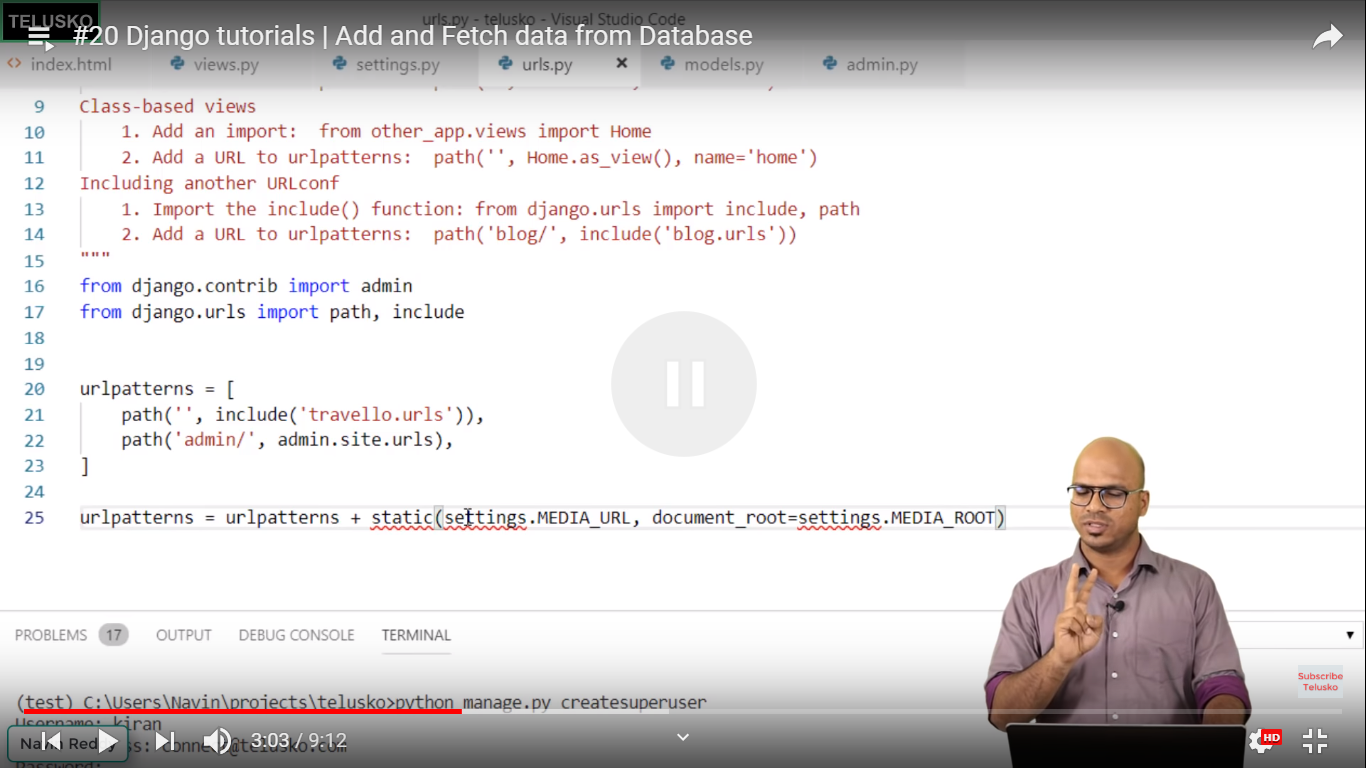 TELUSKO
urls.py - telusko - Visual Studio Code
#20 Django tutorials | Add and Fetch data from Database
index.html views.py settings.py urls.py models.py admin.py
9 Class-based views
10 1. Add an import: from other_app.views import Home
11 2. Add a URL to urlpatterns: path('', Home.as_view(), name='home')
12 Including another URLconf
13 1. Import the include() function: from django.urls import include, path
14 2. Add a URL to urlpatterns: path('blog/', include('blog.urls'))
15 """
16 from django.contrib import admin
17 from django.urls import path, include
18
19
20 urlpatterns = [
21 path('', include('travello.urls')),
22 path('admin/', admin.site.urls),
23 ]
24
25 urlpatterns = urlpatterns + static(settings.MEDIA_URL, document_root=settings.MEDIA_ROOT)
PROBLEMS 17 OUTPUT DEBUG CONSOLE TERMINAL
Subscribe
Telusko
(test) C:\Users\Navin\projects\telusko>python manage.py createsuperuser
Username: kiran
Navin Reddy
3:03 / 9:12
HD
Password: